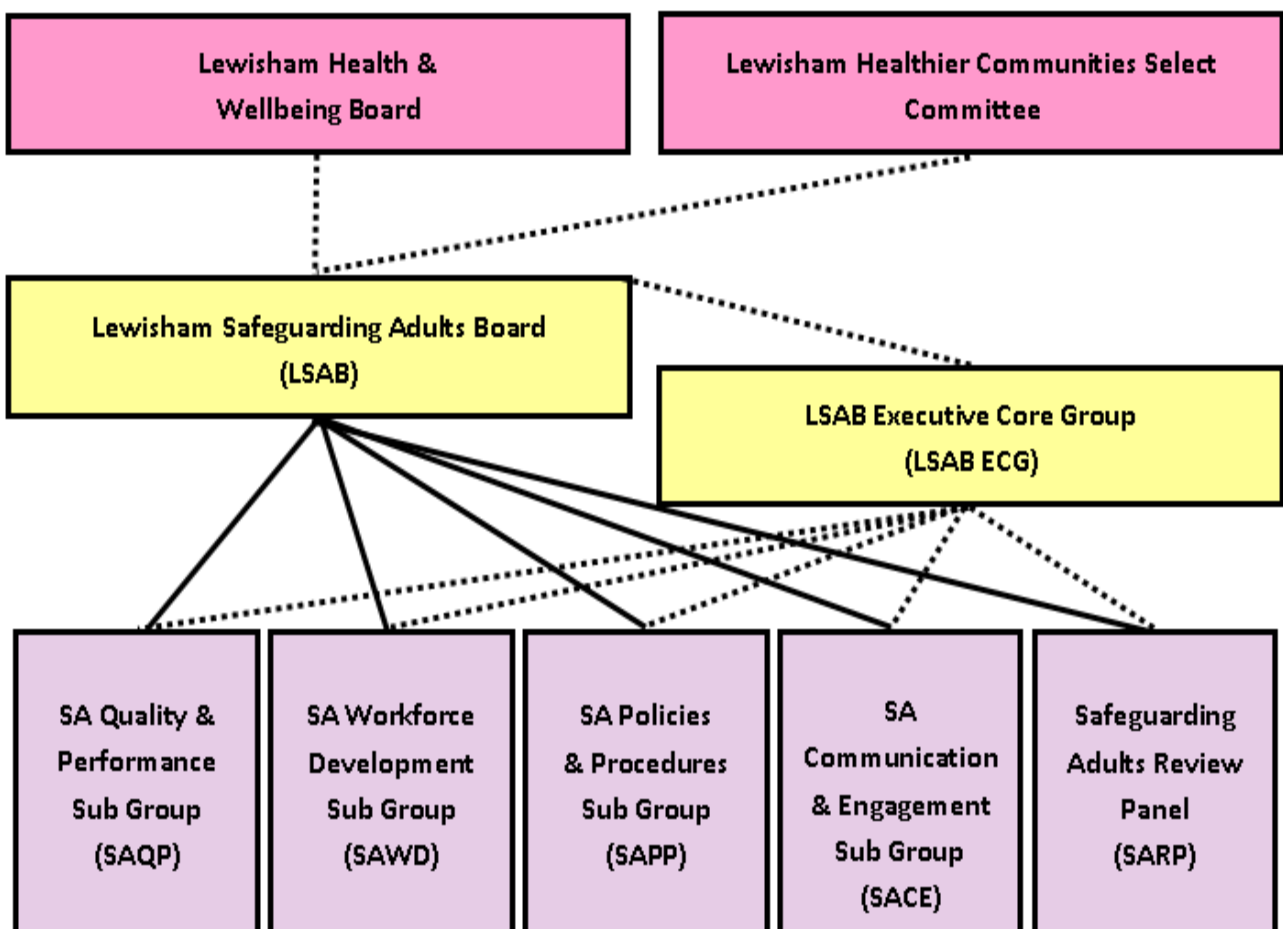 Lewisham Health &
Wellbeing Board
Lewisham Healthier Communities Select
Committee
Lewisham Safeguarding Adults Board
(LSAB)
LSAB Executive Core Group
(LSAB ECG)
SA Quality &
Performance
Sub Group
(SAQP)
SA Workforce
Development
Sub Group
(SAWD)
SA Policies
& Procedures
Sub Group
(SAPP)
SA
Communication
& Engagement
Sub Group
(SACE)
Safeguarding
Adults Review
Panel
(SARP)